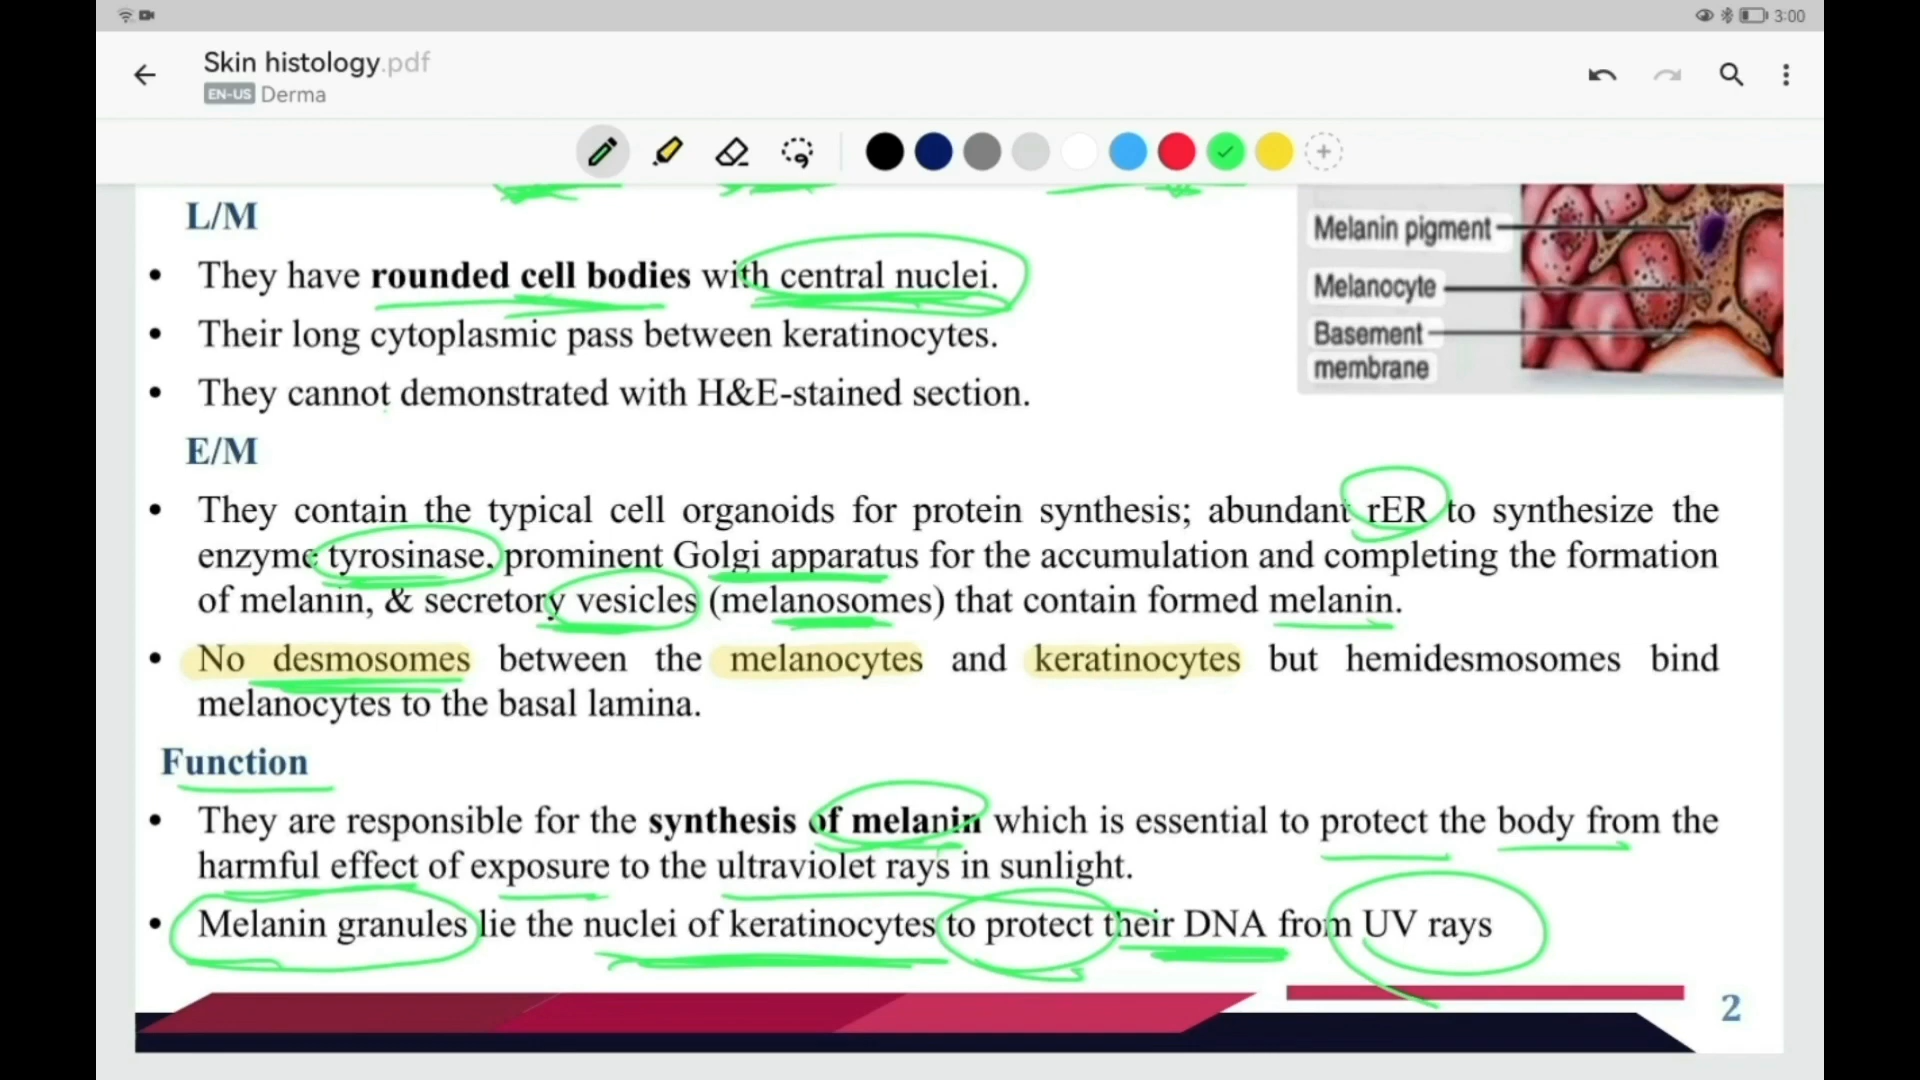 3:00
Skin histology.pdf
EN-US Derma
L/M
Melanin pigment
• They have rounded cell bodies with central nuclei.
Melanocyte
• Their long cytoplasmic pass between keratinocytes.
Basement
membrane
• They cannot demonstrated with H&E-stained section.
E/M
• They contain the typical cell organoids for protein synthesis; abundant rER to synthesize the
enzyme tyrosinase, prominent Golgi apparatus for the accumulation and completing the formation
of melanin, & secretory vesicles (melanosomes) that contain formed melanin.
• No desmosomes between the melanocytes and keratinocytes but hemidesmosomes bind
melanocytes to the basal lamina.
Function
• They are responsible for the synthesis of melanin which is essential to protect the body from the
harmful effect of exposure to the ultraviolet rays in sunlight.
• Melanin granules lie the nuclei of keratinocytes to protect their DNA from UV rays
2